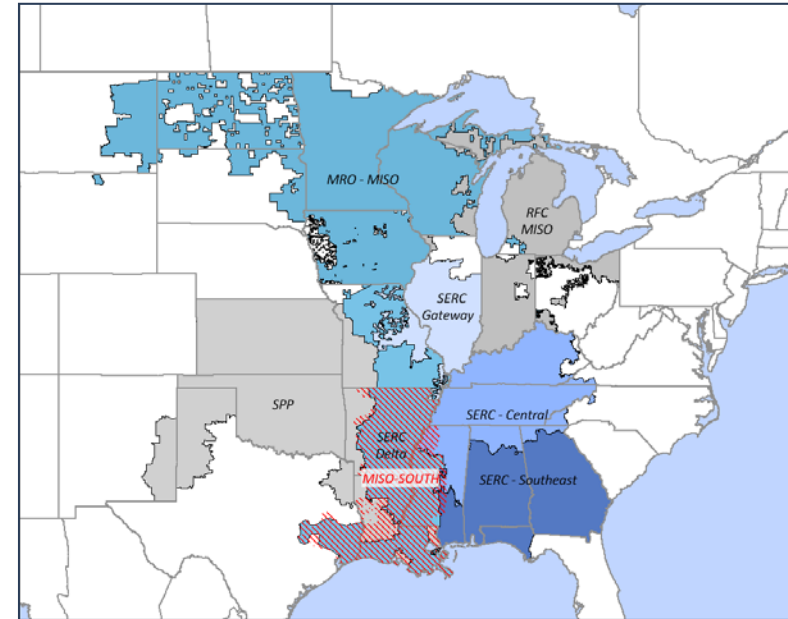 MRO - MISO
RFC
MISO
SERC
Gateway
SPP
SERC - Central
SERC
Delta
MISO-SOUTH
SERC - Southeast